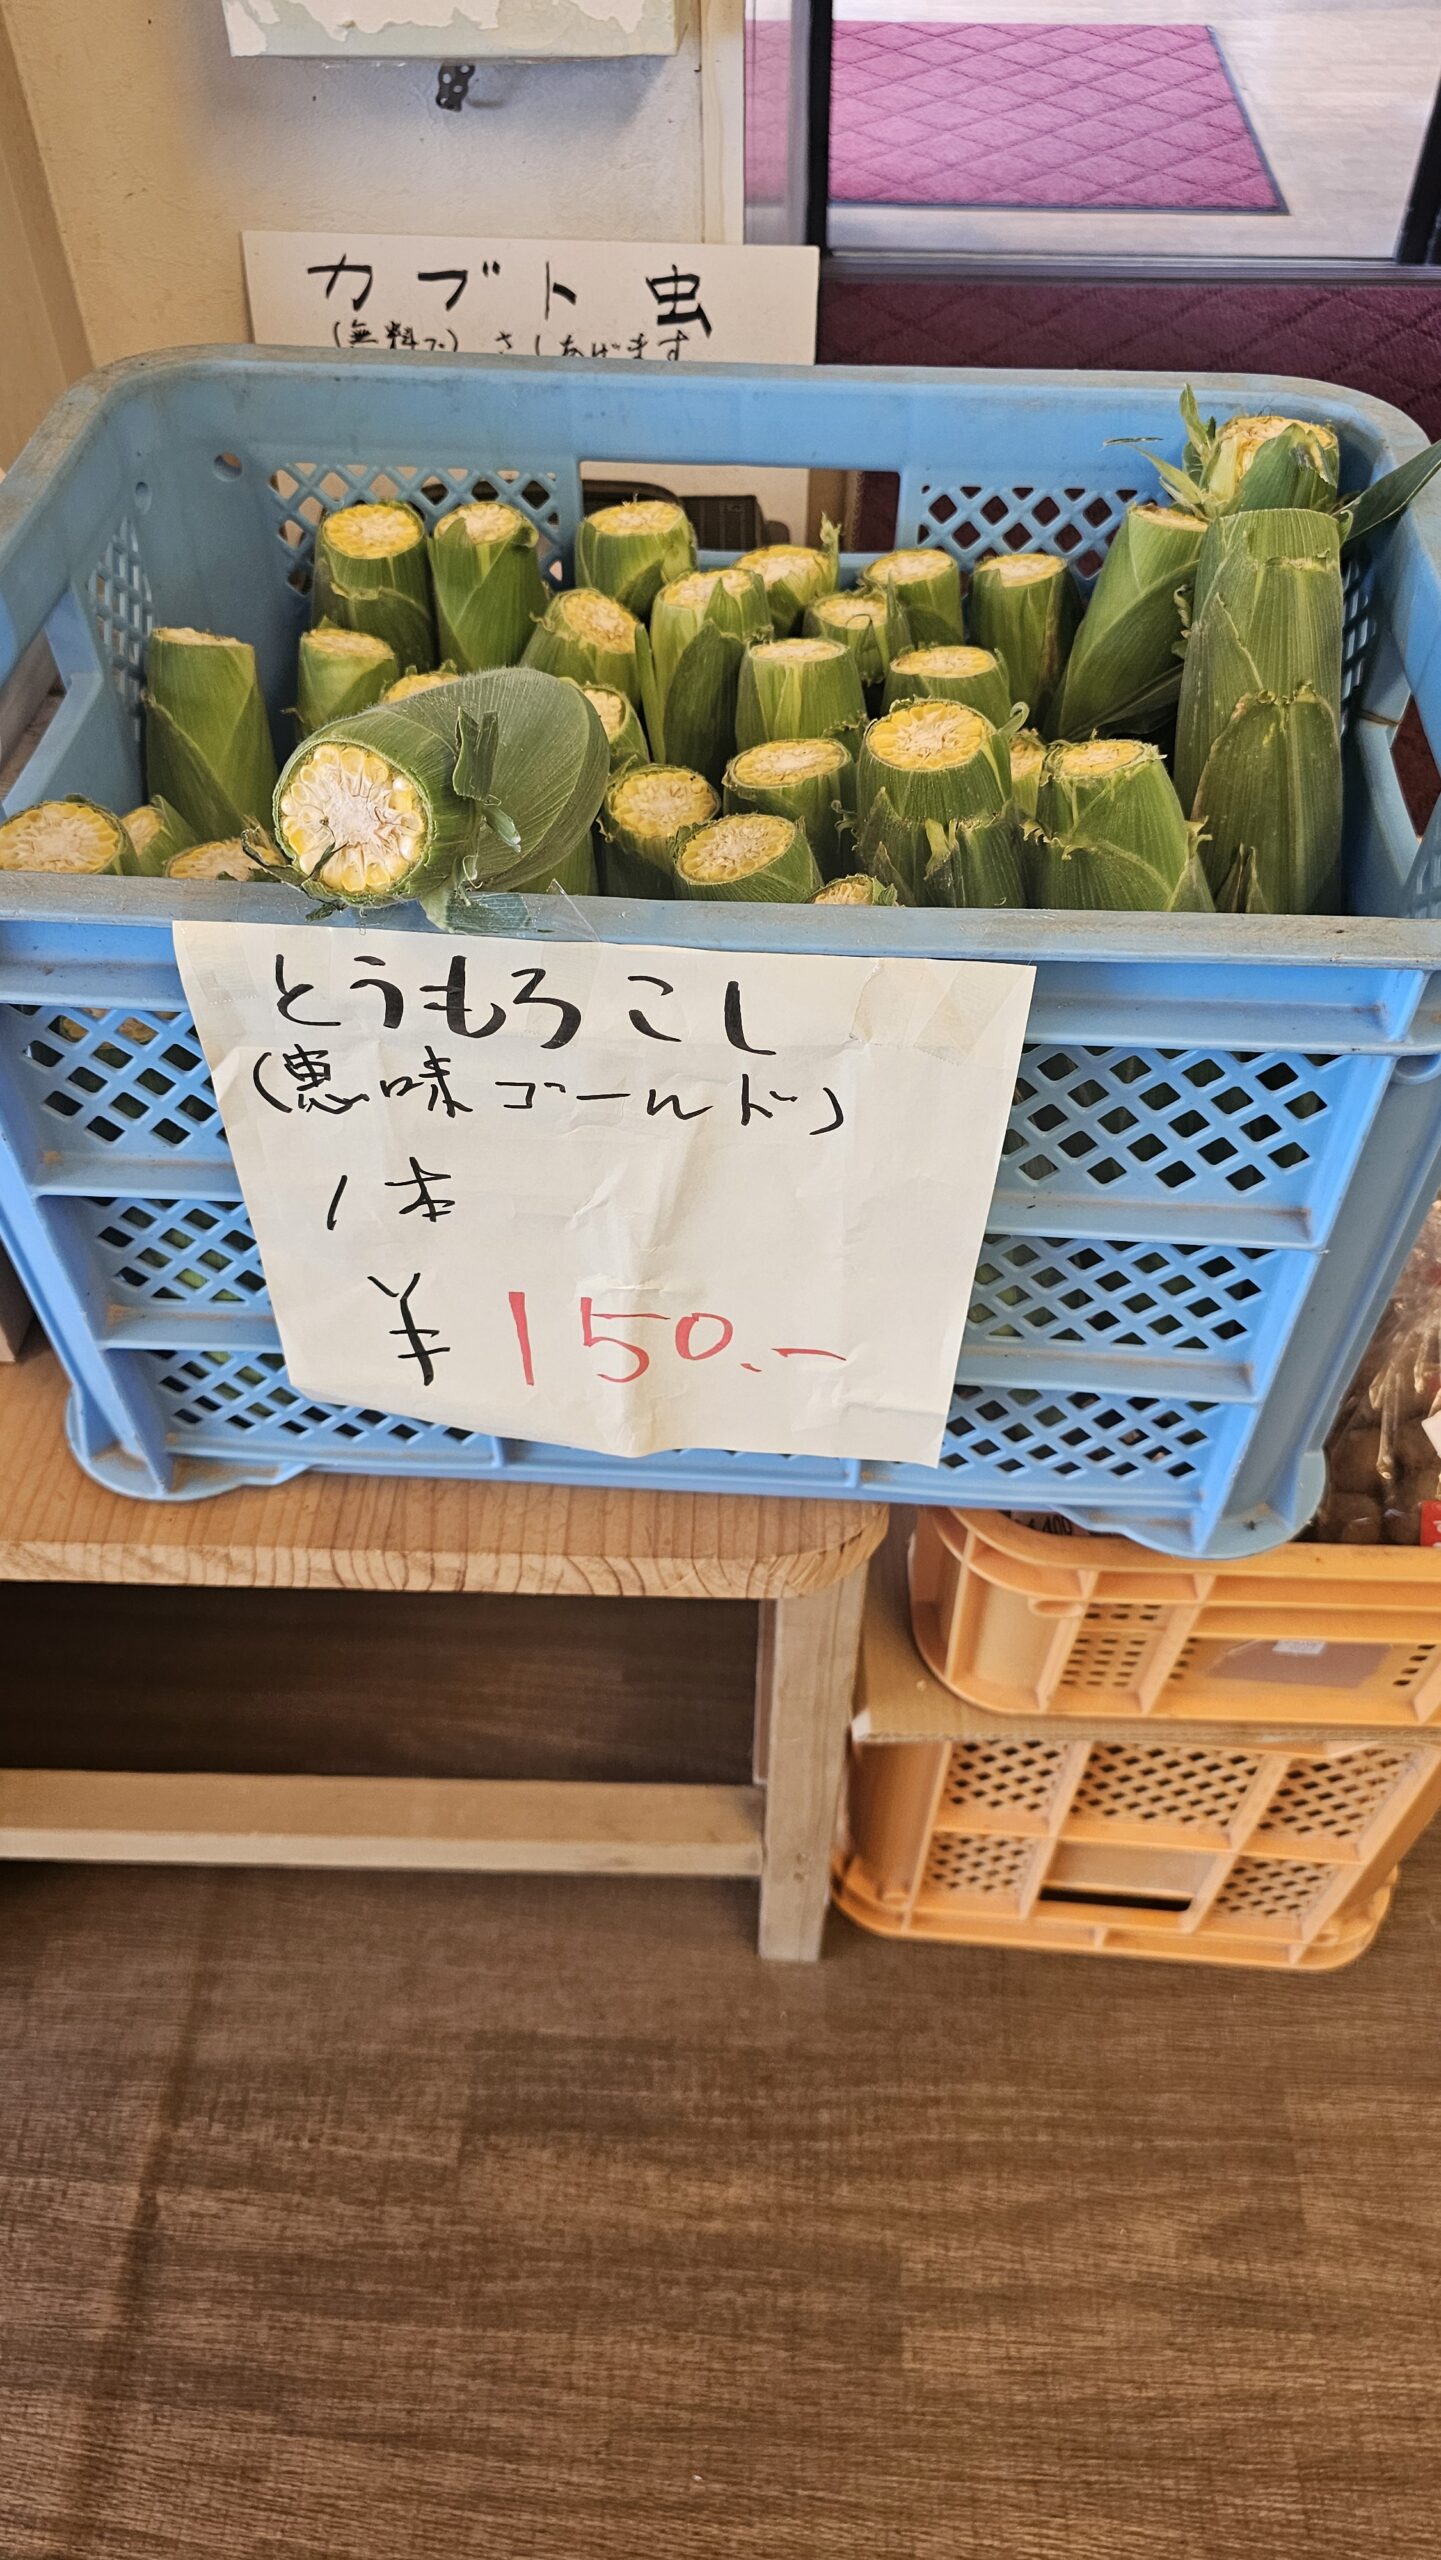 カブト虫
(無料で) さしあげます
とうもろこし
(恵味ゴールド)
1本
¥150.-